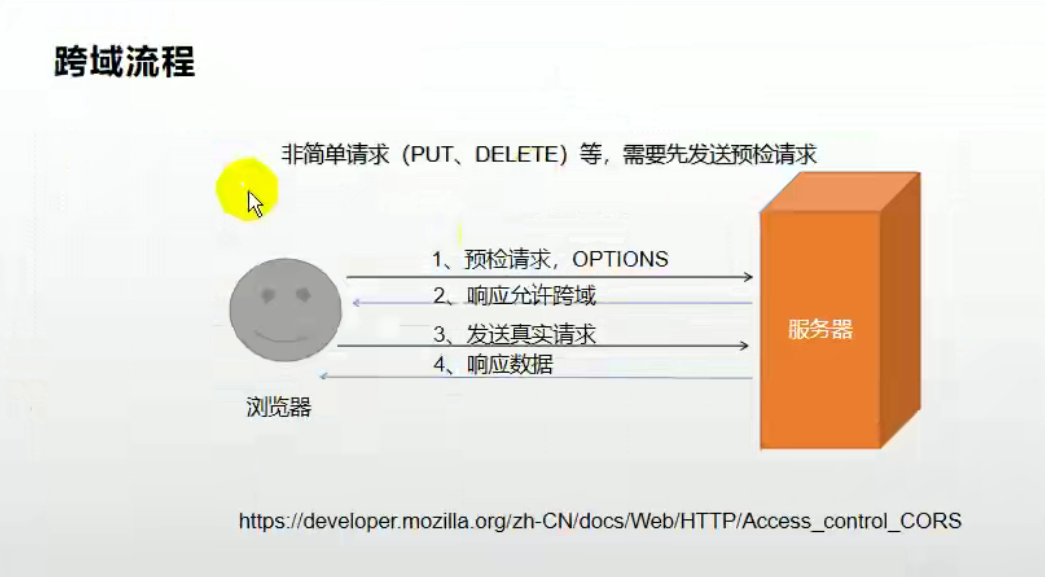 跨域流程
非简单请求（PUT、DELETE）等，需要先发送预检请求
1、预检请求，OPTIONS
2、响应允许跨域
3、发送真实请求
4、响应数据
服务器
浏览器
https://developer.mozilla.org/zh-CN/docs/Web/HTTP/Access_control_CORS